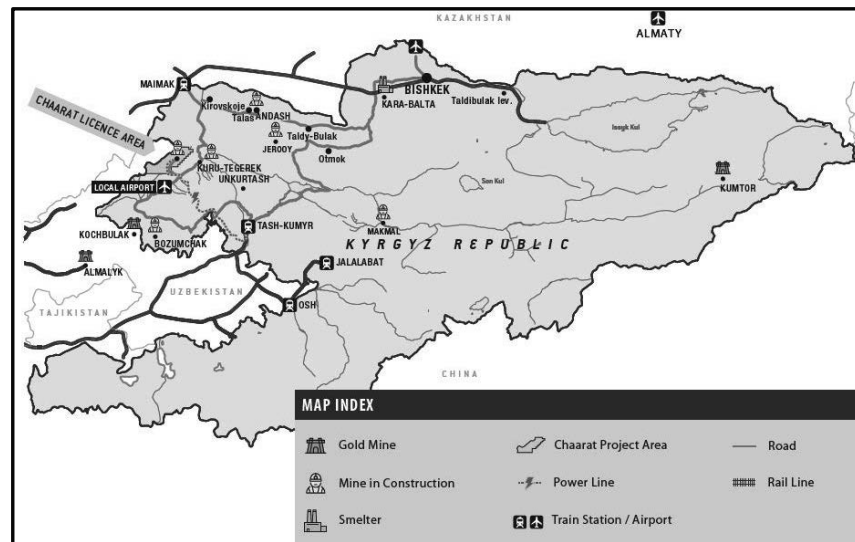 KAZAKHSTAN
ALMATY
BISHKEK
MAIMAK
KARA-BALTA
Taldibulak lev.
Kirovskoje
Talas
ANDASH
CHAARAT LICENCE AREA
Taldy-Bulak
Issyk Kul
JEROOY
Otmok
KURU-TEGEREK
UNKURTASH
LOCAL AIRPORT
Son Kul
KUMTOR
TASH-KUMYR
MAKMAL
KOCHBULAK
BOZUMCHAK
KYRGYZ REPUBLIC
ALMALYK
JALALABAT
UZBEKISTAN
OSH
TAJIKISTAN
CHINA
MAP INDEX
Gold Mine
Chaarat Project Area
Road
Mine in Construction
Power Line
Rail Line
Smelter
Train Station / Airport